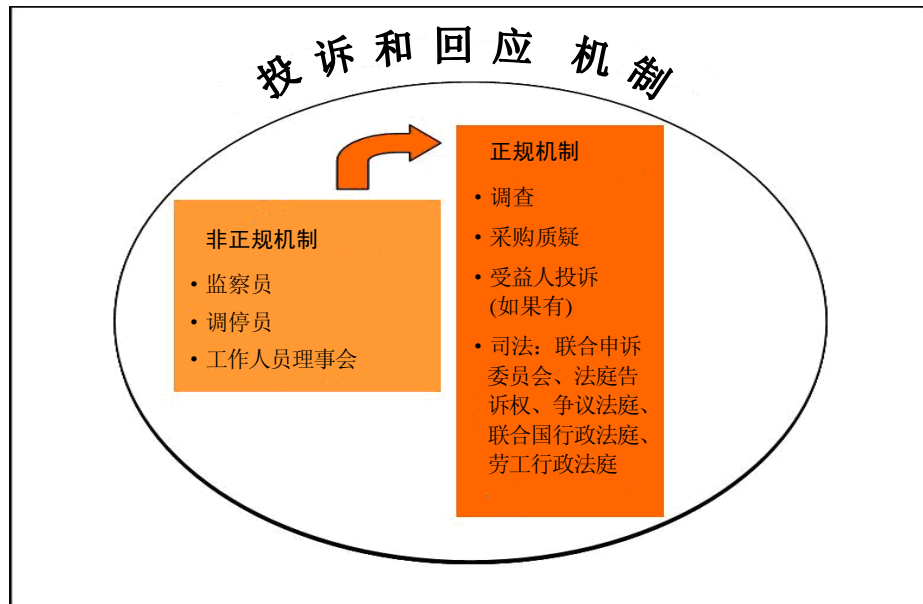 投诉和回应 机制
非正规机制
• 监察员
• 调停员
• 工作人员理事会
正规机制
• 调查
• 采购质疑
• 受益人投诉
(如果有)
• 司法：联合申诉
委员会、法庭告
诉权、争议法庭、
联合国行政法庭、
劳工行政法庭